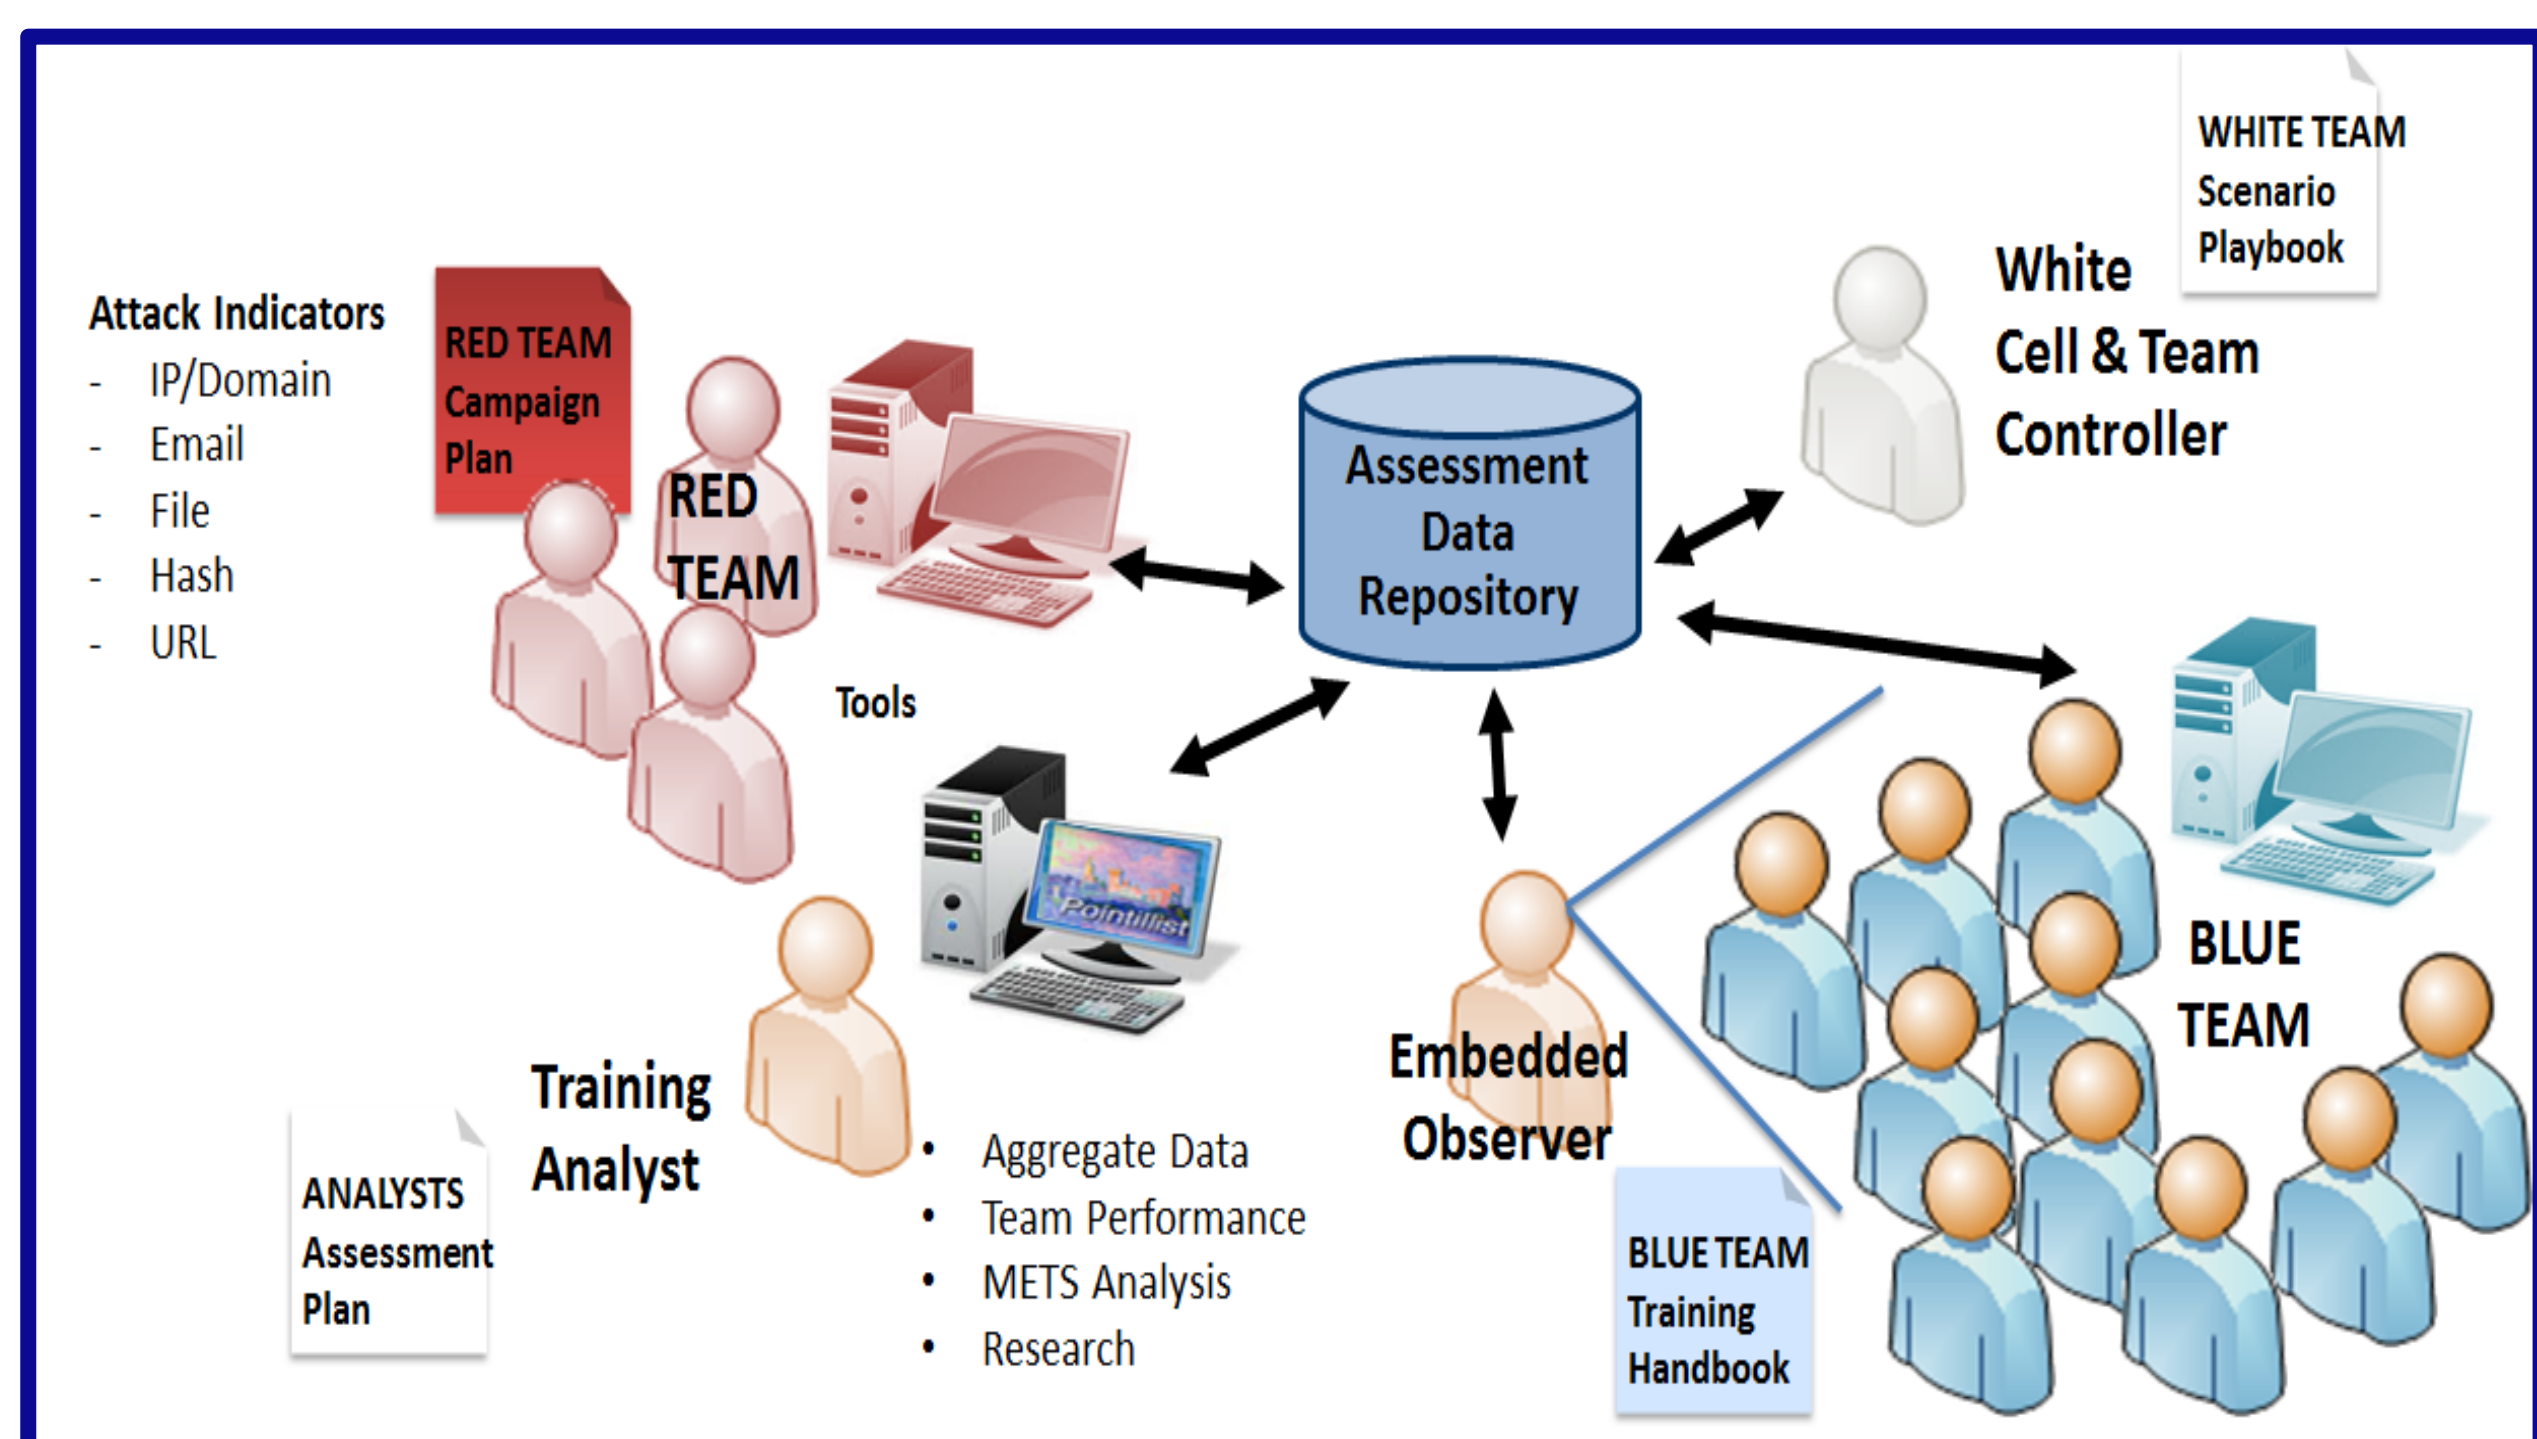 WHITE TEAM
Scenario
Playbook
White
Cell & Team
Controller
Attack Indicators
- IP/Domain
- Email
- File
- Hash
- URL
RED TEAM
Campaign
Plan
RED
TEAM
Assessment
Data
Repository
Tools
Pointillist
Training
Analyst
ANALYSTS
Assessment
Plan
• Aggregate Data
• Team Performance
• METS Analysis
• Research
Embedded
Observer
BLUE
TEAM
BLUE TEAM
Training
Handbook